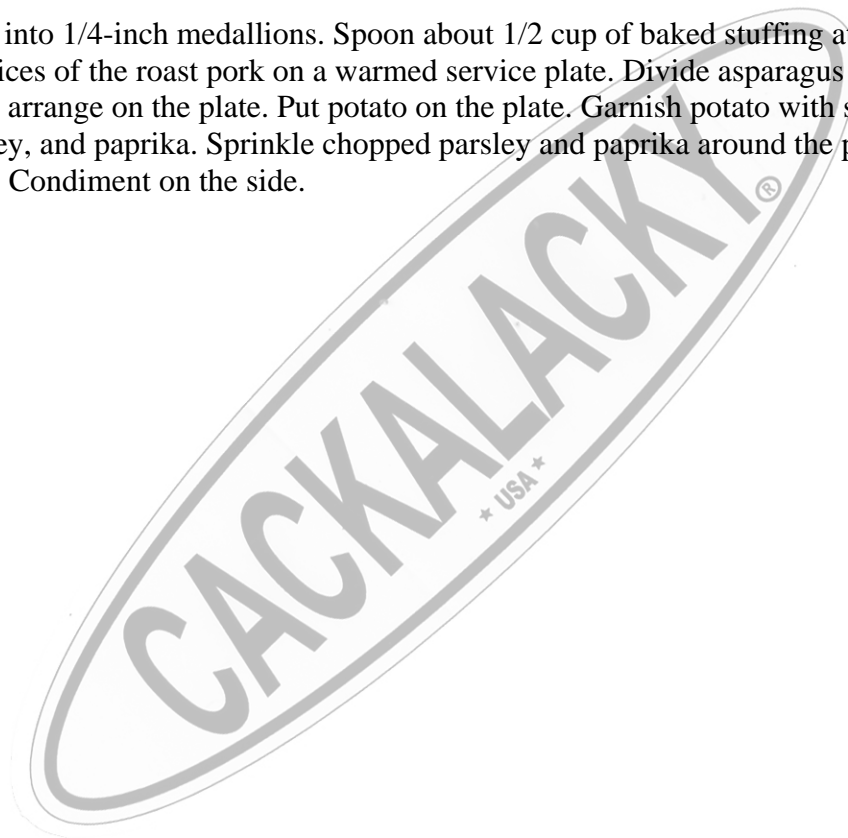 into 1/4-inch medallions. Spoon about 1/2 cup of baked stuffing
ices of the roast pork on a warmed service plate. Divide asparagus
arrange on the plate. Put potato on the plate. Garnish potato with
ey, and paprika. Sprinkle chopped parsley and paprika around the
Condiment on the side.
CACKALACKY®
★ USA ★